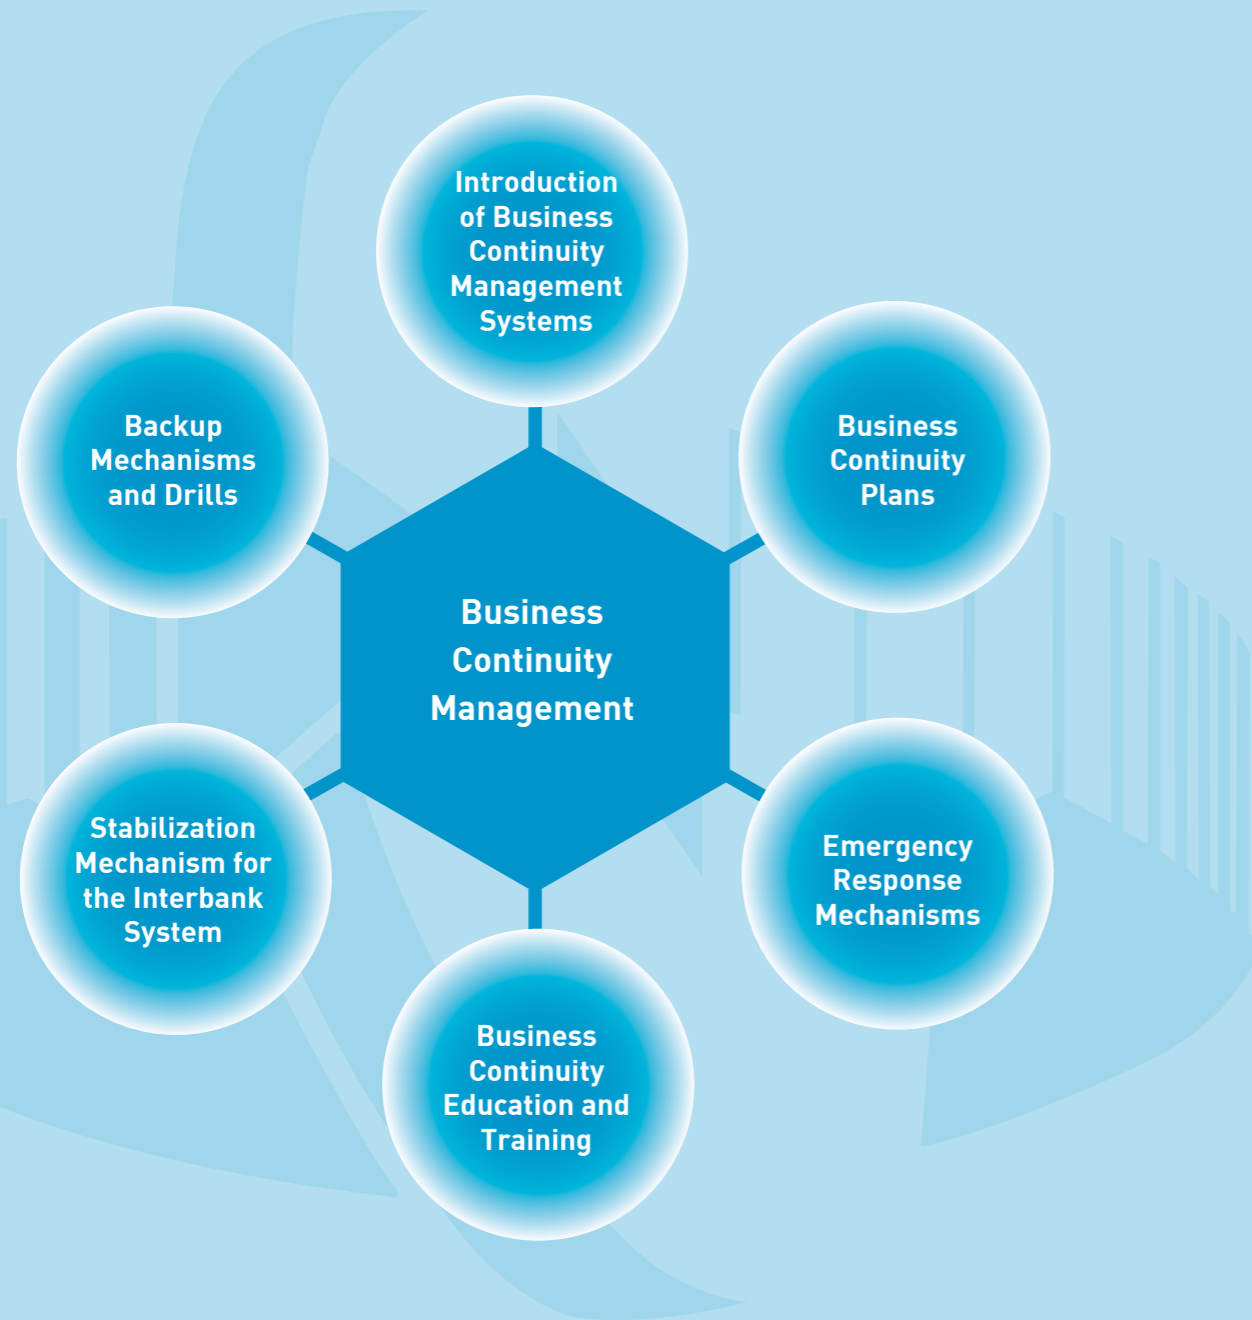 Introduction
of Business
Continuity
Management
Systems
Business
Continuity
Plans
Backup
Mechanisms
and Drills
Business
Continuity
Management
Emergency
Response
Mechanisms
Stabilization
Mechanism for
the Interbank
System
Business
Continuity
Education and
Training